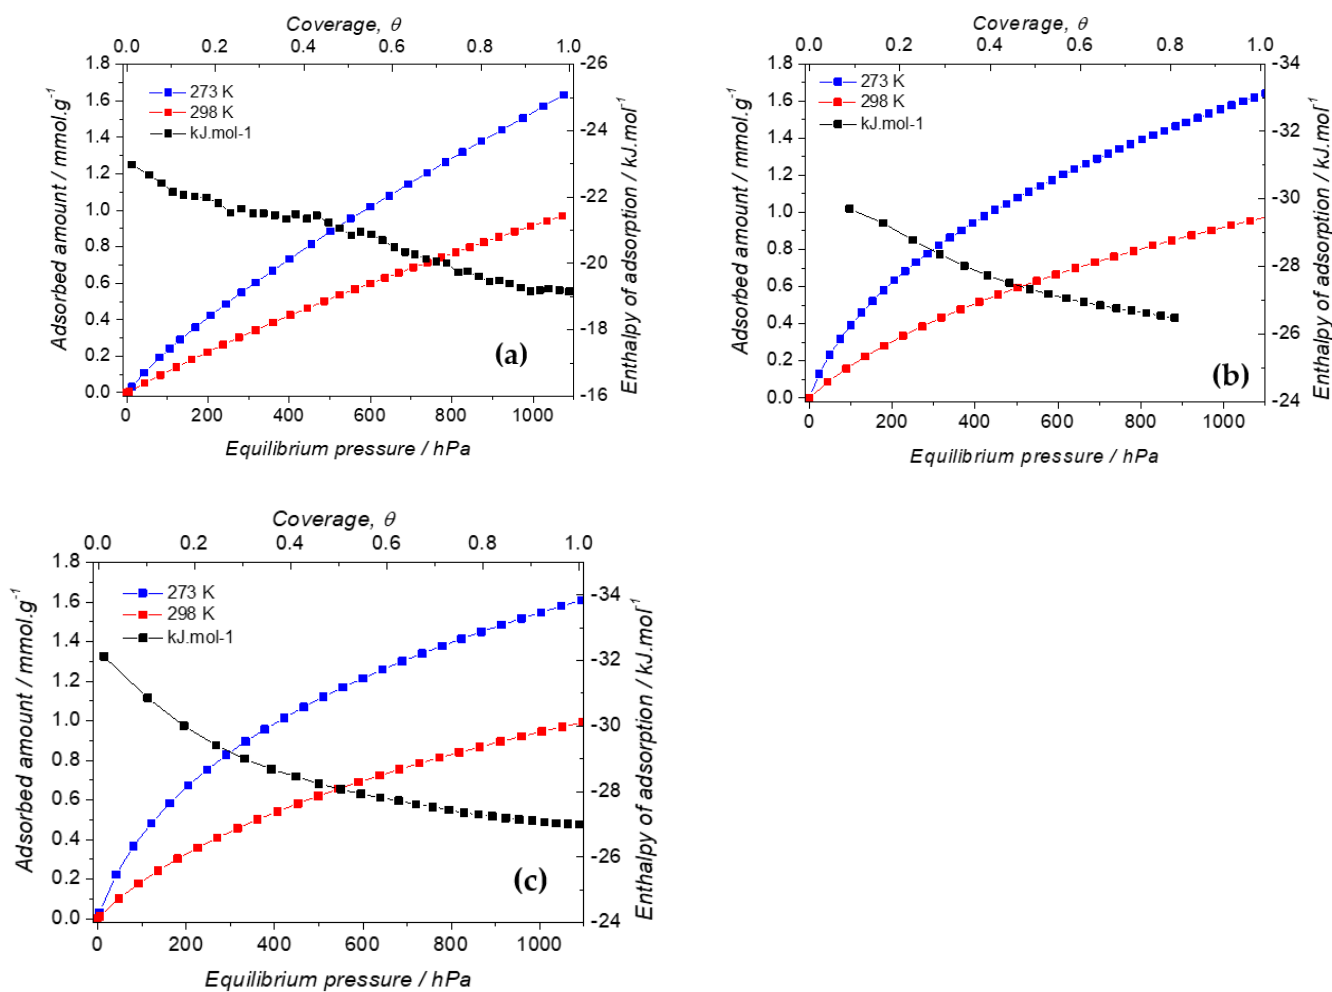 Coverage, θ
0.0 0.2 0.4 0.6 0.8 1.0
1.8 1.6 1.4 1.2 1.0 0.8 0.6 0.4 0.2 0.0
Adsorbed amount / mmol.g-1
273 K
298 K
kJ.mol-1
(a)
-26 -24 -22 -20 -18 -16
Enthalpy of adsorption / kJ.mol-1
0 200 400 600 800 1000
Equilibrium pressure / hPa
Coverage, θ
0.0 0.2 0.4 0.6 0.8 1.0
1.8 1.6 1.4 1.2 1.0 0.8 0.6 0.4 0.2 0.0
Adsorbed amount / mmol.g-1
273 K
298 K
kJ.mol-1
(b)
-34 -32 -30 -28 -26 -24
Enthalpy of adsorption / kJ.mol-1
0 200 400 600 800 1000
Equilibrium pressure / hPa
Coverage, θ
0.0 0.2 0.4 0.6 0.8 1.0
1.8 1.6 1.4 1.2 1.0 0.8 0.6 0.4 0.2 0.0
Adsorbed amount / mmol.g-1
273 K
298 K
kJ.mol-1
(c)
-34 -32 -30 -28 -26 -24
Enthalpy of adsorption / kJ.mol-1
0 200 400 600 800 1000
Equilibrium pressure / hPa